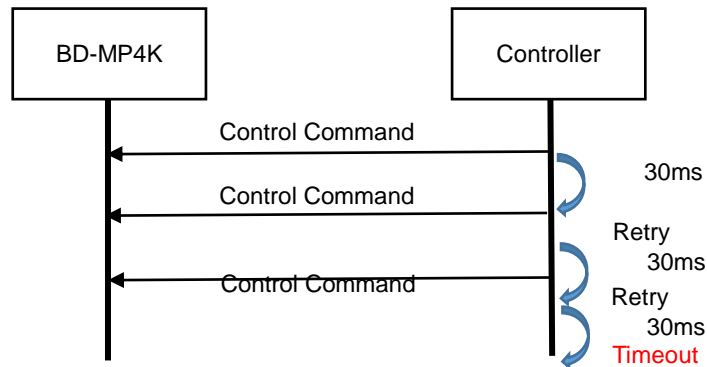 BD-MP4K
Controller
Control Command
30ms
Control Command
Retry
30ms
Control Command
Retry
30ms
Timeout